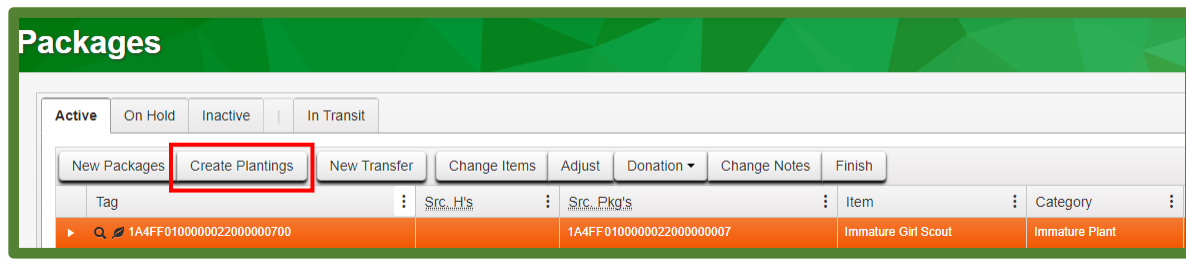 Packages
Active On Hold Inactive | In Transit
New Packages Create Plantings New Transfer Change Items Adjust Donation Change Notes Finish
Tag Src. H's Src. Pkg's Item Category
1A4FF0100000022000000700 1A4FF0100000022000000007 Immature Girl Scout Immature Plant